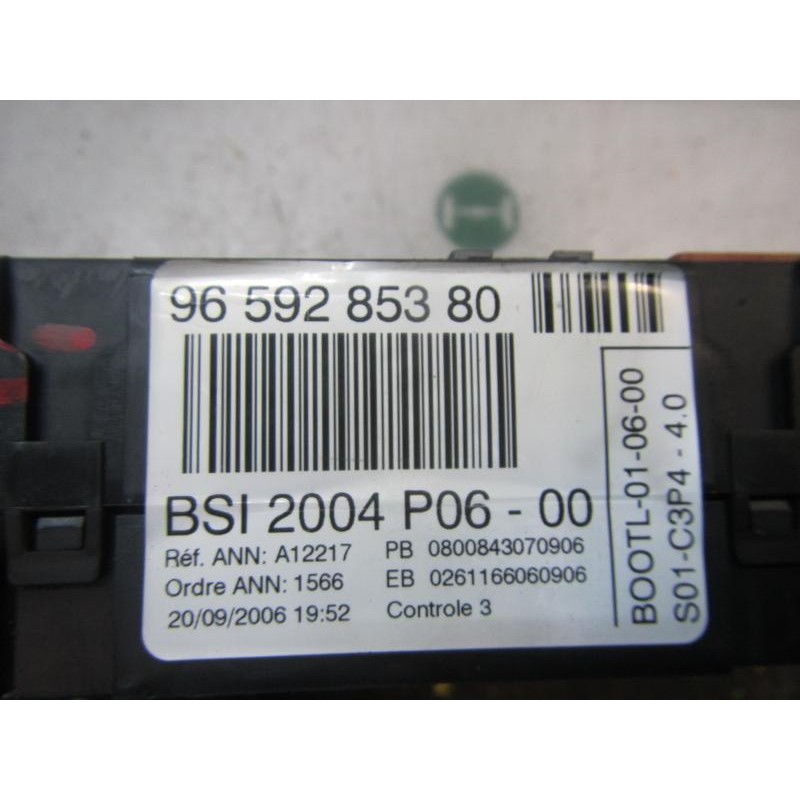 96 592 853 80
BSI 2004 P06 - 00
Réf. ANN: A12217 PB 0800843070906
Ordre ANN: 1566 EB 0261166060906
20/09/2006 19:52 Controle 3
BOOTL-01-06-00
S01-C3P4 - 4.0